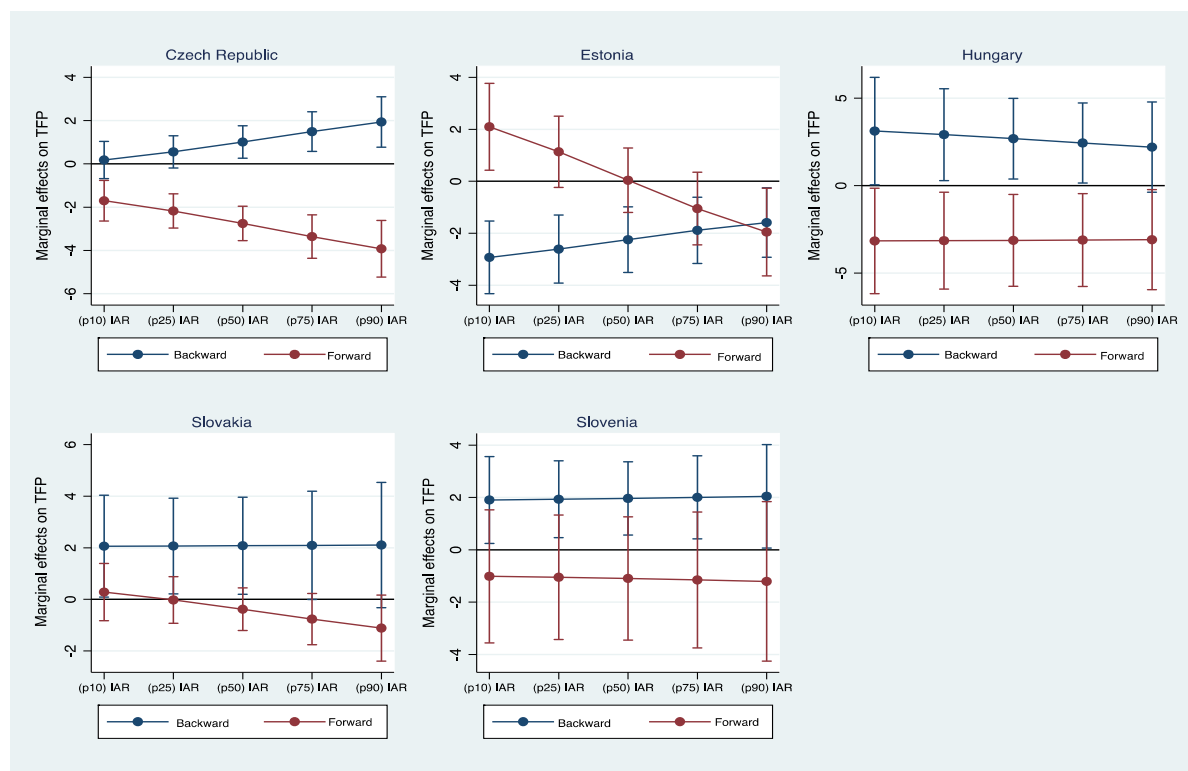 Czech Republic
Marginal effects on TFP
4
2
0
-2
-4
-6
(p10) IAR (p25) IAR (p50) IAR (p75) IAR (p90) IAR
Backward Forward
Estonia
Marginal effects on TFP
4
2
0
-2
-4
(p10) IAR (p25) IAR (p50) IAR (p75) IAR (p90) IAR
Backward Forward
Hungary
Marginal effects on TFP
5
0
-5
(p10) IAR (p25) IAR (p50) IAR (p75) IAR (p90) IAR
Backward Forward
Slovakia
Marginal effects on TFP
6
4
2
0
-2
(p10) IAR (p25) IAR (p50) IAR (p75) IAR (p90) IAR
Backward Forward
Slovenia
Marginal effects on TFP
4
2
0
-2
-4
(p10) IAR (p25) IAR (p50) IAR (p75) IAR (p90) IAR
Backward Forward